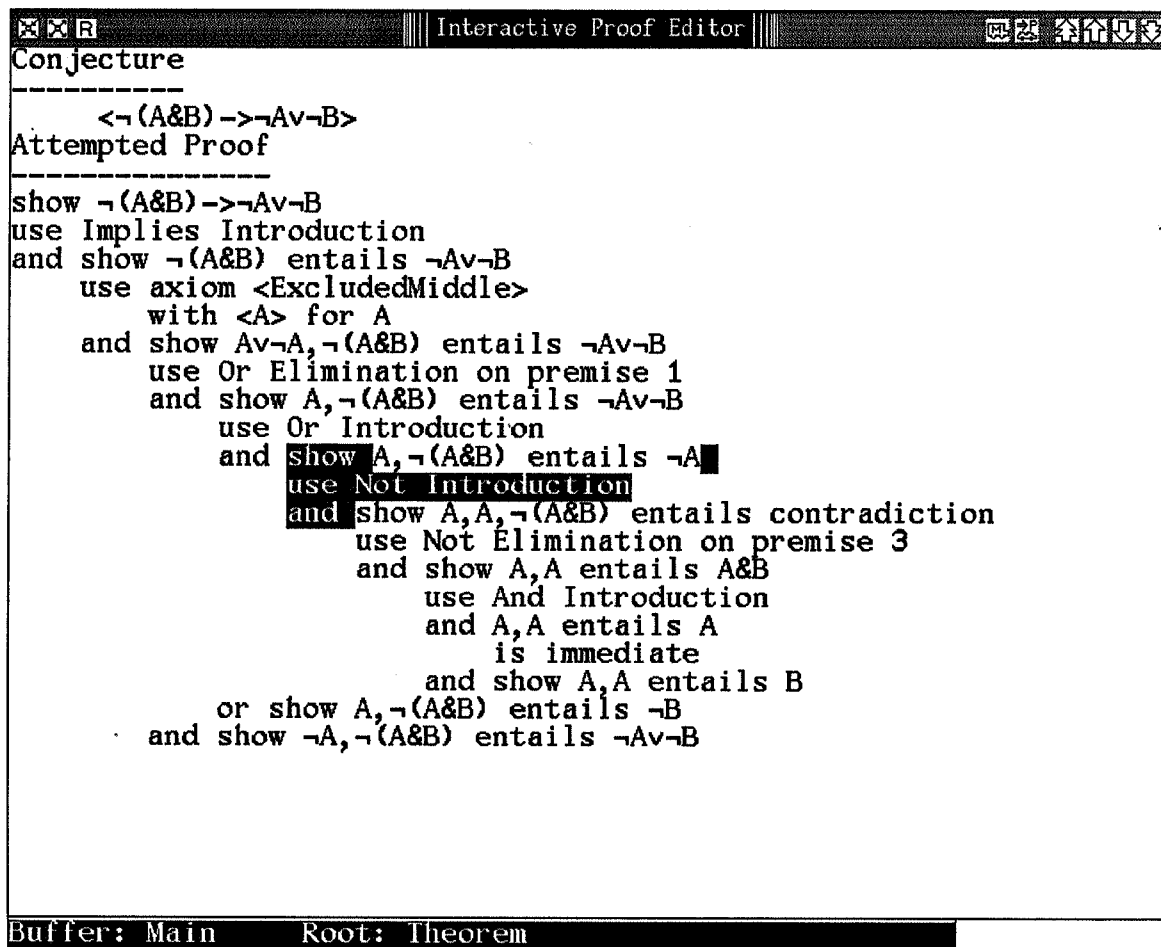 R Interactive Proof Editor
Conjecture
----------
<¬(A&B)->¬Av¬B>
Attempted Proof
---------------
show ¬(A&B)->¬Av¬B
use Implies Introduction
and show ¬(A&B) entails ¬Av¬B
use axiom <ExcludedMiddle>
with <A> for A
and show Av¬A,¬(A&B) entails ¬Av¬B
use Or Elimination on premise 1
and show A,¬(A&B) entails ¬Av¬B
use Or Introduction
and show A,¬(A&B) entails ¬A
use Not Introduction
and show A,A,¬(A&B) entails contradiction
use Not Elimination on premise 3
and show A,A entails A&B
use And Introduction
and A,A entails A
is immediate
and show A,A entails B
or show A,¬(A&B) entails ¬B
and show ¬A,¬(A&B) entails ¬Av¬B
Buffer: Main Root: Theorem